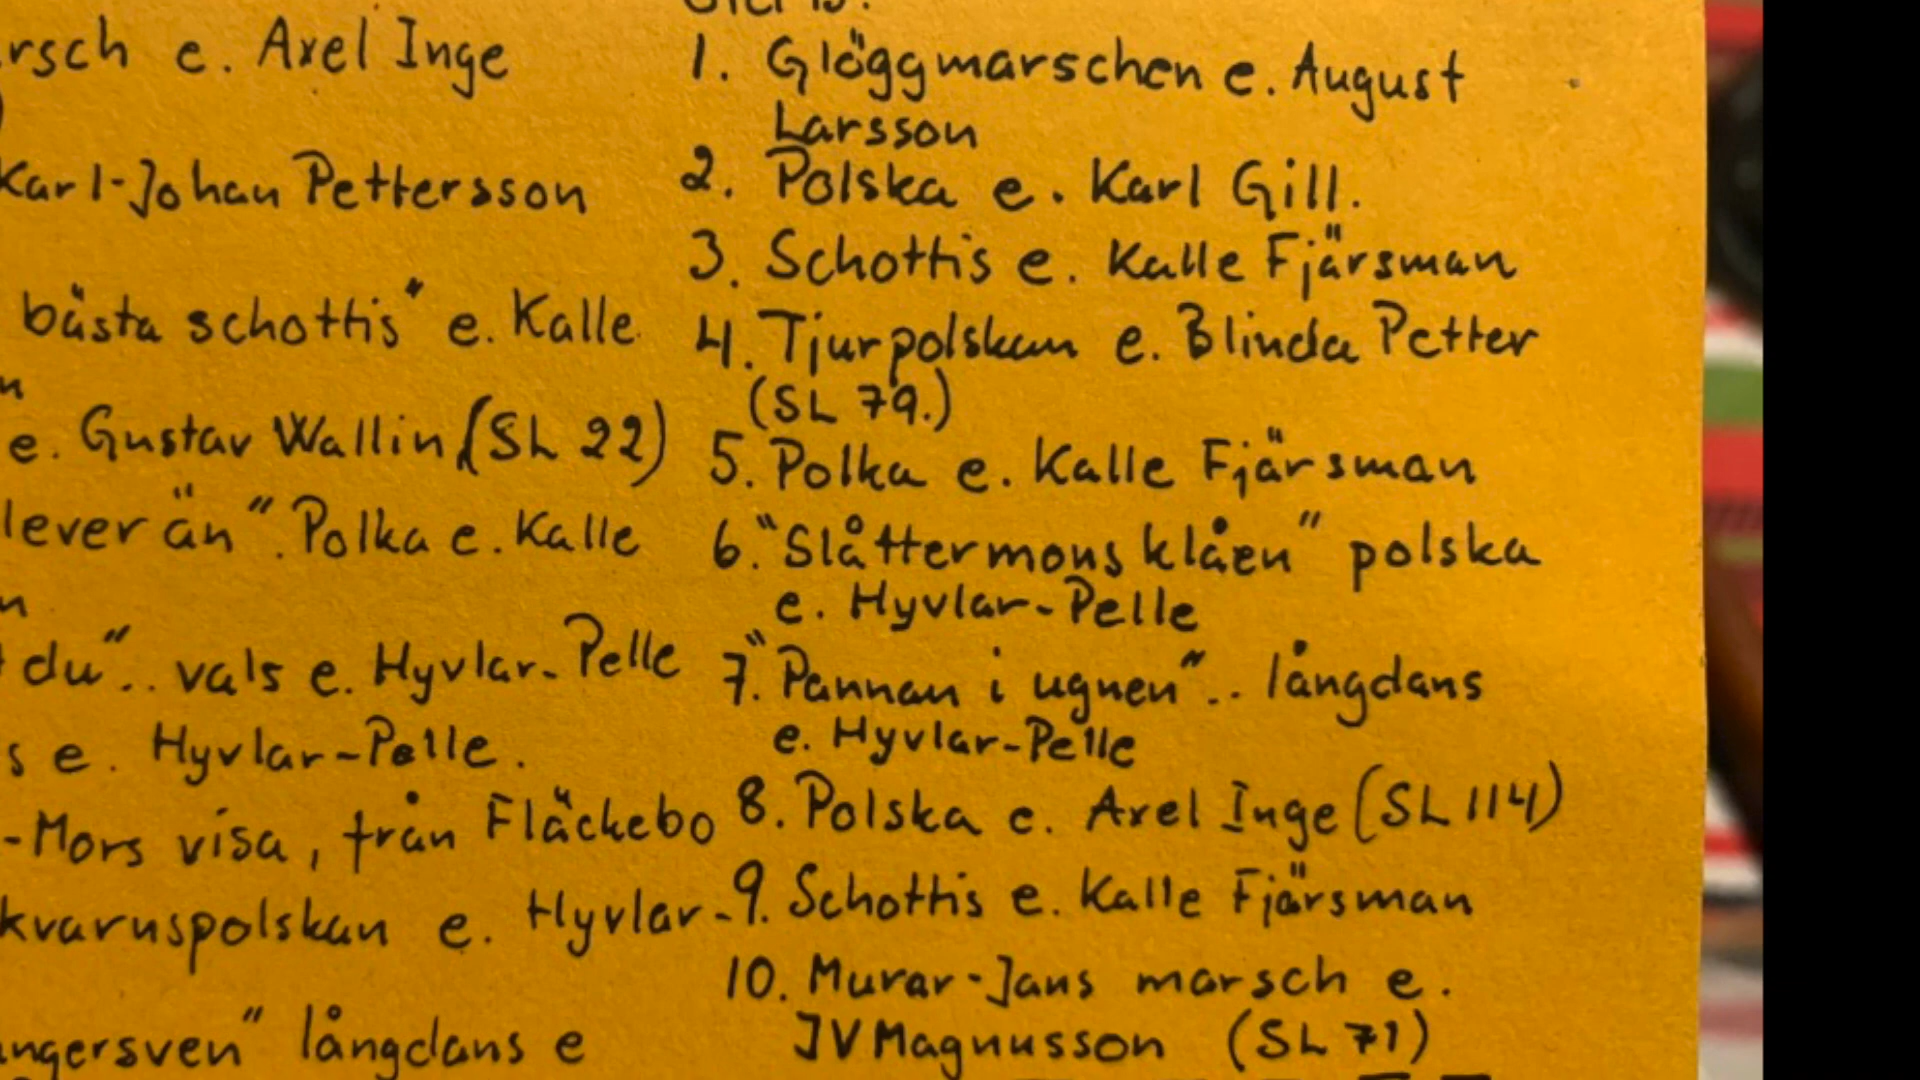 rsch e. Axel Inge
Karl-Johan Pettersson
bästa schottis" e. Kalle
n
e. Gustav Wallin (SL 22)
lever än". Polka e. Kalle
n
du".. vals e. Hyvlar-Pelle
s e. Hyvlar-Pelle.
-Mors visa, från Fläckebo
kvarnspolskan e. Hyvlar-
ngersven" långdans e
1. Glöggmarschen e. August
Larsson
2. Polska e. Karl Gill.
3. Schottis e. Kalle Fjärsman
4. Tjurpolskan e. Blinda Petter
(SL 79.)
5. Polka e. Kalle Fjärsman
6. "Slåttermons klåen" polska
e. Hyvlar-Pelle
7. "Pannan i ugnen".. långdans
e. Hyvlar-Pelle
8. Polska e. Axel Inge (SL 114)
9. Schottis e. Kalle Fjärsman
10. Murar-Jans marsch e.
JV Magnusson (SL 71)